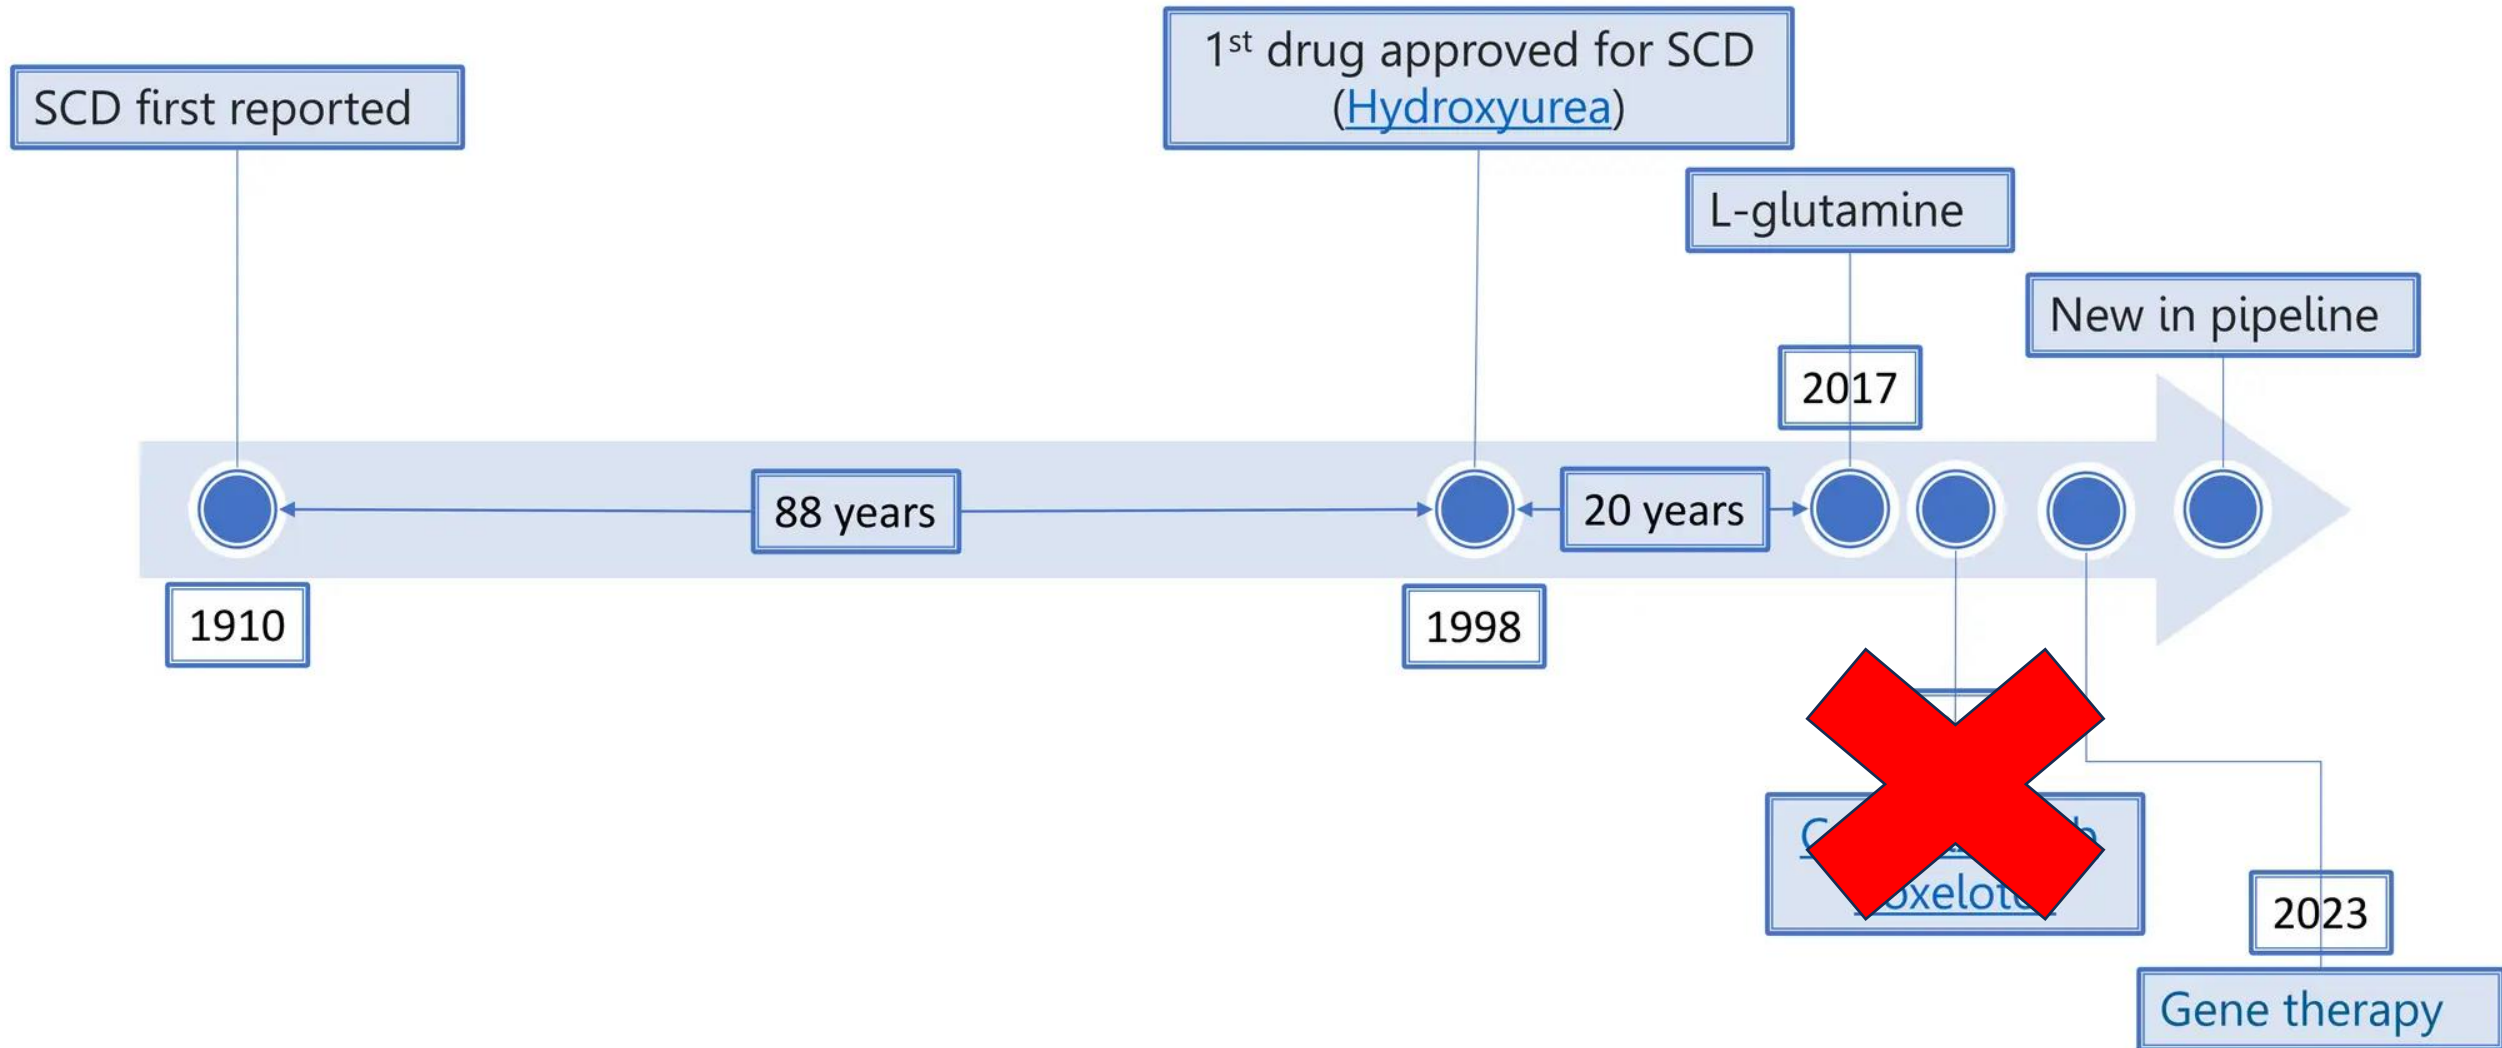 SCD first reported
1st drug approved for SCD
(Hydroxyurea)
L-glutamine
New in pipeline
2017
88 years
20 years
1910
1998
2023
Gene therapy